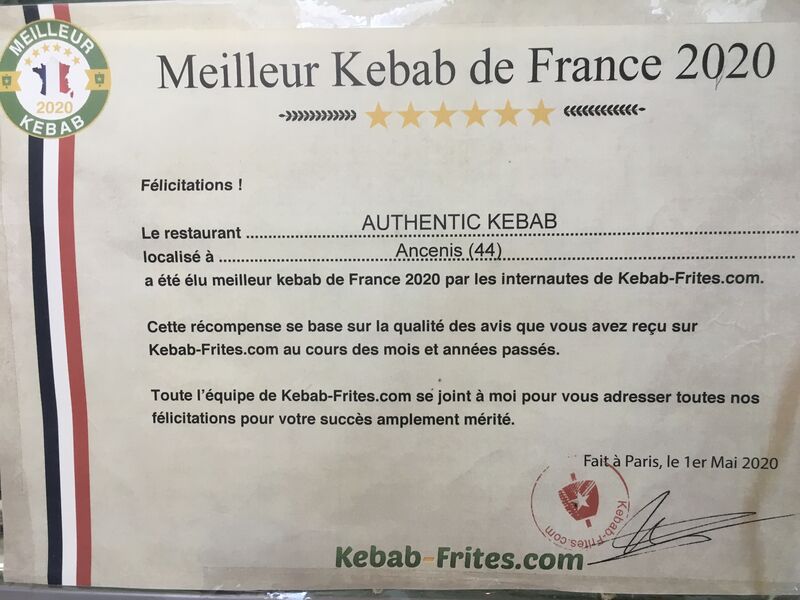 MEILLEUR
2020
KEBAB
Meilleur Kebab de France 2020
Félicitations !
Le restaurant AUTHENTIC KEBAB
localisé à Ancenis (44)
a été élu meilleur kebab de France 2020 par les internautes de Kebab-Frites.com.
Cette récompense se base sur la qualité des avis que vous avez reçu sur
Kebab-Frites.com au cours des mois et années passés.
Toute l'équipe de Kebab-Frites.com se joint à moi pour vous adresser toutes nos
félicitations pour votre succès amplement mérité.
Fait à Paris, le 1er Mai 2020
Kebab-Frites.com
Kebab-Frites.com